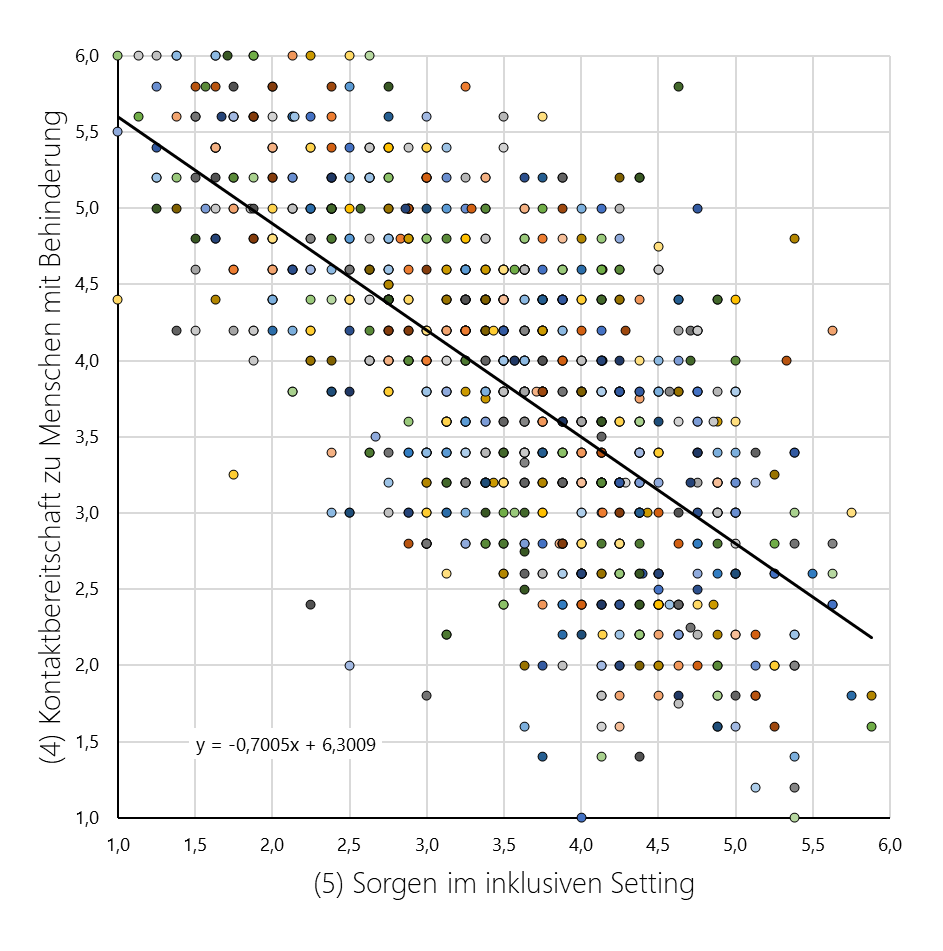 (4) Kontaktbereitschaft zu Menschen mit Behinderung
6,0
5,5
5,0
4,5
4,0
3,5
3,0
2,5
2,0
1,5
1,0
y = -0,7005x + 6,3009
1,0 1,5 2,0 2,5 3,0 3,5 4,0 4,5 5,0 5,5 6,0
(5) Sorgen im inklusiven Setting